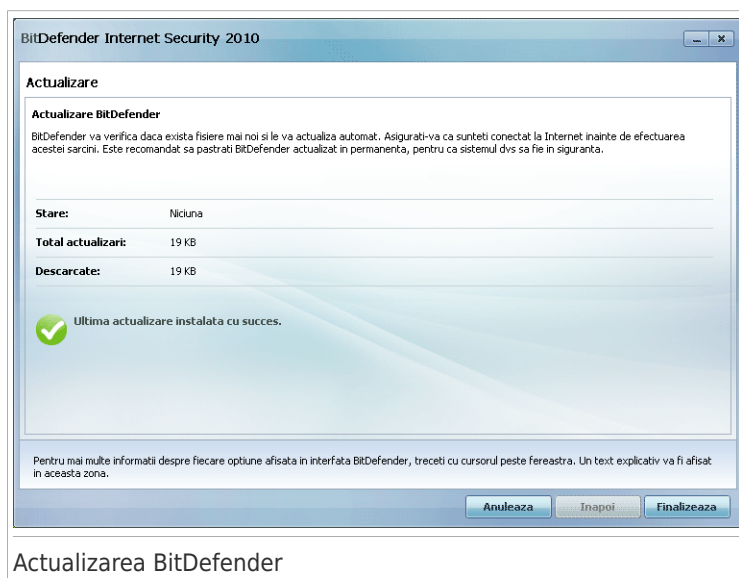 BitDefender Internet Security 2010
Actualizare
Actualizare BitDefender
BitDefender va verifica daca exista fisiere mai noi si le va actualiza automat. Asigurati-va ca sunteti conectat la Internet inainte de efectuarea
acestei sarcini. Este recomandat sa pastrati BitDefender actualizat in permanenta, pentru ca sistemul dvs sa fie in siguranta.
Stare: Niciuna
Total actualizari: 19 KB
Descarcate: 19 KB
Ultima actualizare instalata cu succes.
Pentru mai multe informatii despre fiecare optiune afisata in interfata BitDefender, treceti cu cursorul peste fereastra. Un text explicativ va fi afisat
in aceasta zona.
Anuleaza Inapoi Finalizeaza
Actualizarea BitDefender